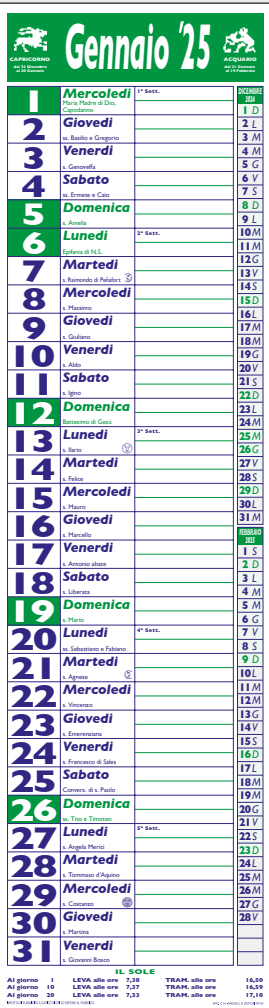 Gennaio '25
CAPRICORNO
dal 22 Dicembre
al 20 Gennaio
ACQUARIO
dal 21 Gennaio
al 19 Febbraio
1 Mercoledì
Maria Madre di Dio,
Capodanno
1ª Sett.
2 Giovedì
ss. Basilio e Gregorio
3 Venerdì
s. Genoveffa
4 Sabato
ss. Ermete e Caio
5 Domenica
s. Amelia
6 Lunedì
Epifania di N.S.
2ª Sett.
7 Martedì
s. Raimondo di Peñafort
8 Mercoledì
s. Massimo
9 Giovedì
s. Giuliano
10 Venerdì
s. Aldo
11 Sabato
s. Igino
12 Domenica
Battesimo di Gesù
13 Lunedì
s. Ilario
3ª Sett.
14 Martedì
s. Felice
15 Mercoledì
s. Mauro
16 Giovedì
s. Marcello
17 Venerdì
s. Antonio abate
18 Sabato
s. Liberata
19 Domenica
s. Mario
20 Lunedì
ss. Sebastiano e Fabiano
4ª Sett.
21 Martedì
s. Agnese
22 Mercoledì
s. Vincenzo
23 Giovedì
s. Emerenziana
24 Venerdì
s. Francesco di Sales
25 Sabato
Convers. di s. Paolo
26 Domenica
ss. Tito e Timoteo
27 Lunedì
s. Angela Merici
5ª Sett.
28 Martedì
s. Tommaso d'Aquino
29 Mercoledì
s. Costanzo
30 Giovedì
s. Martina
31 Venerdì
s. Giovanni Bosco
DICEMBRE
2024
1 D
2 L
3 M
4 M
5 G
6 V
7 S
8 D
9 L
10 M
11 M
12 G
13 V
14 S
15 D
16 L
17 M
18 M
19 G
20 V
21 S
22 D
23 L
24 M
25 M
26 G
27 V
28 S
29 D
30 L
31 M
FEBBRAIO
2025
1 S
2 D
3 L
4 M
5 M
6 G
7 V
8 S
9 D
10 L
11 M
12 M
13 G
14 V
15 S
16 D
17 L
18 M
19 M
20 G
21 V
22 S
23 D
24 L
25 M
26 M
27 G
28 V
IL SOLE
Al giorno 1 LEVA alle ore 7,38 TRAM. alle ore 16,50
Al giorno 10 LEVA alle ore 7,37 TRAM. alle ore 16,59
Al giorno 20 LEVA alle ore 7,33 TRAM. alle ore 17,10